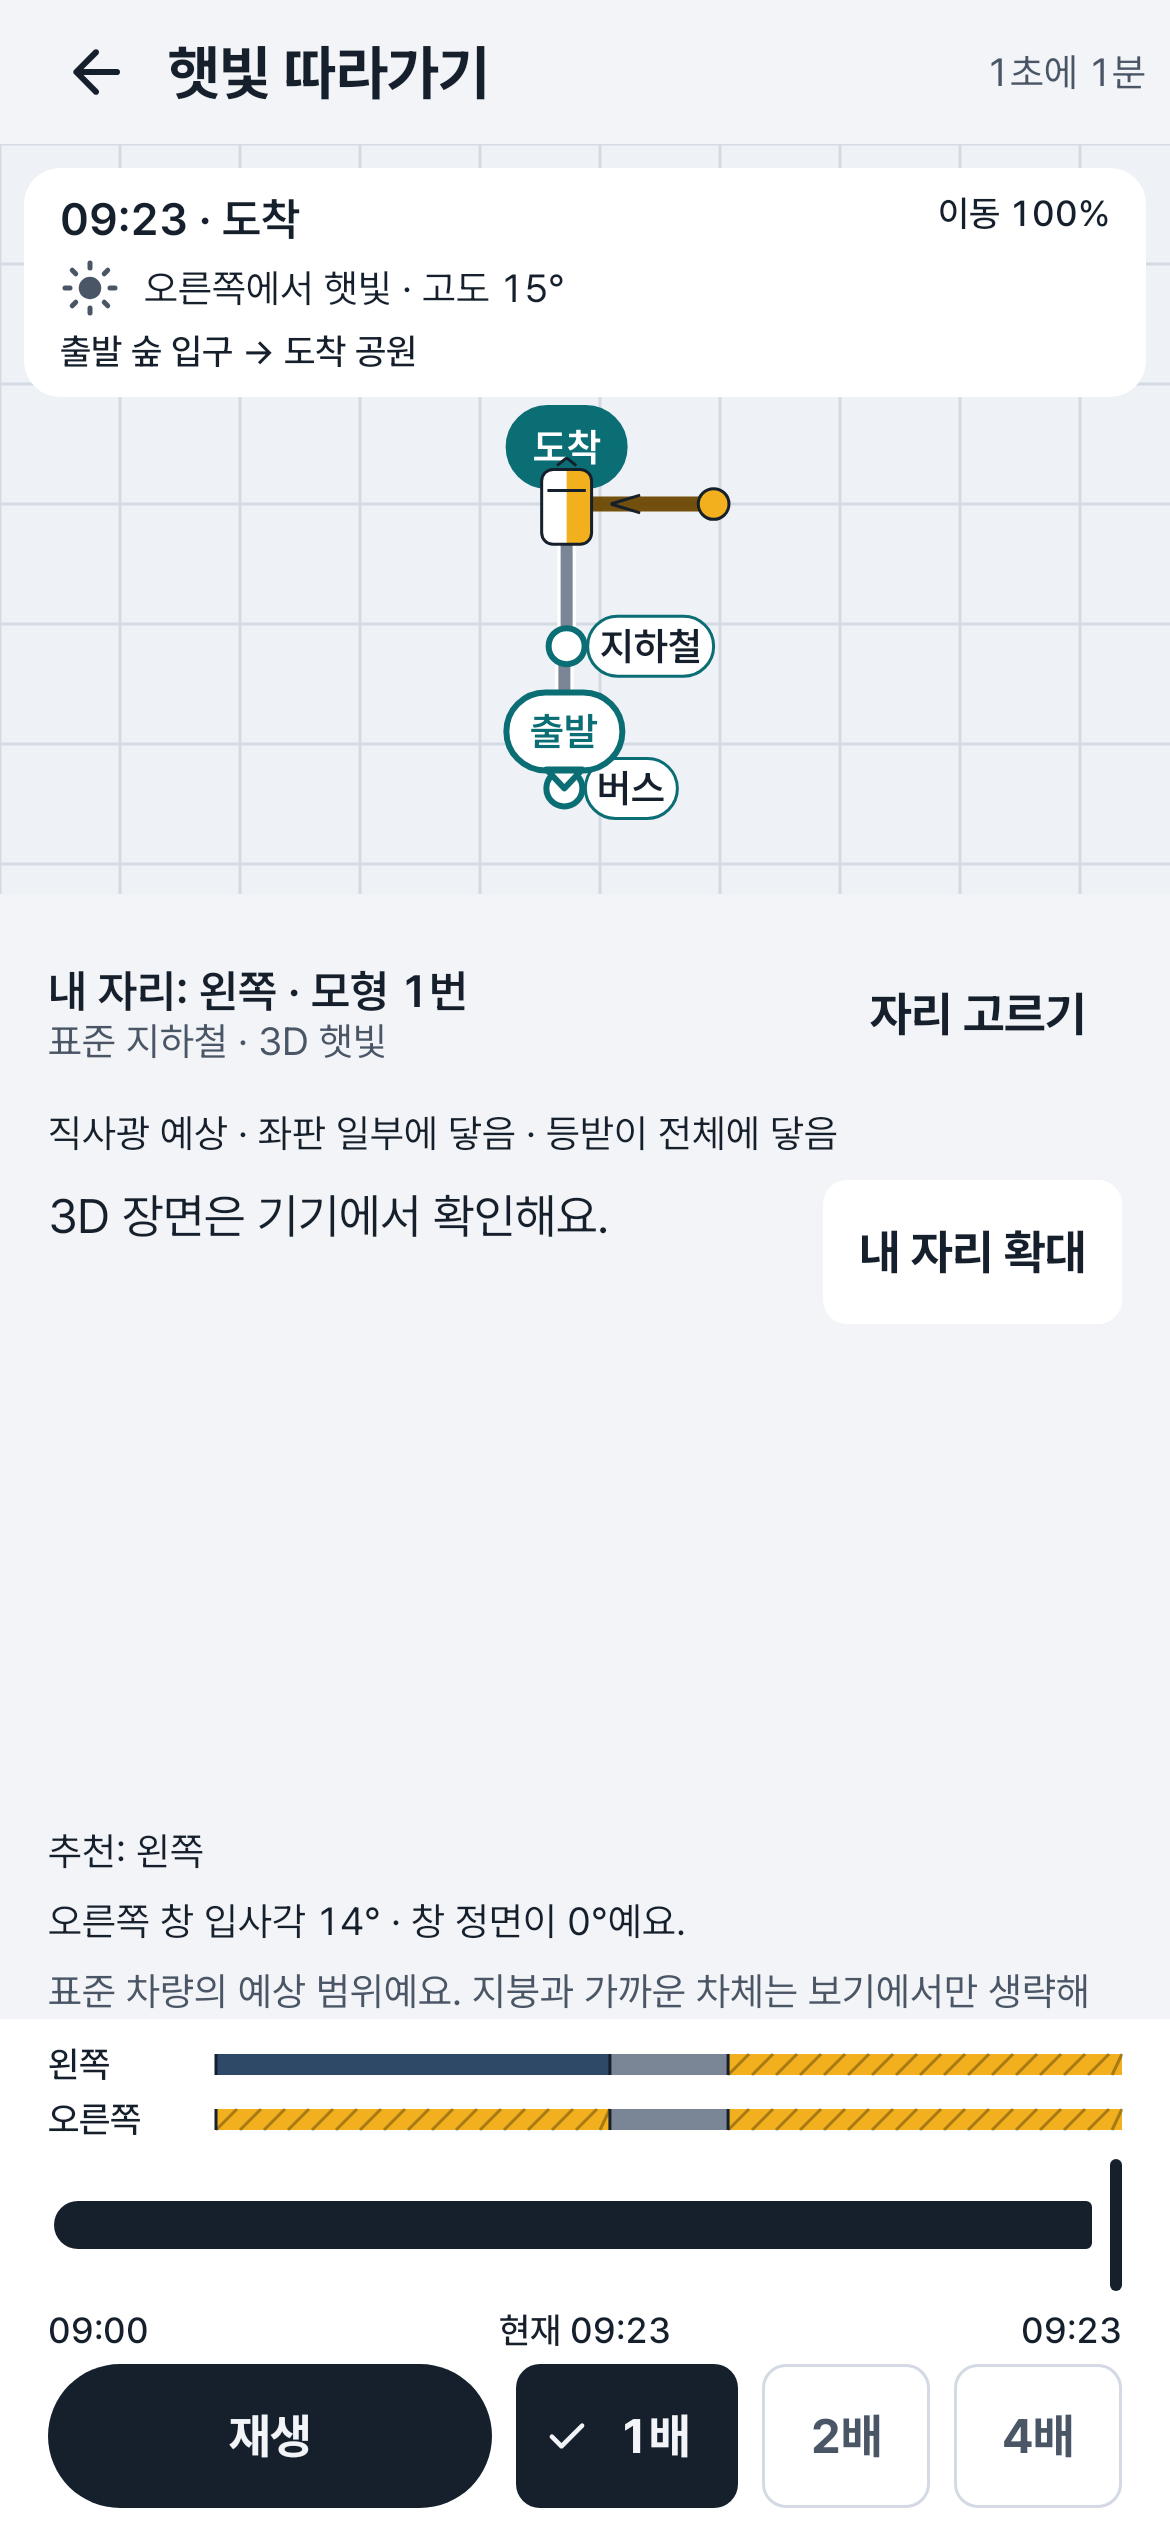 햇빛 따라가기
1초에 1분
09:23 · 도착
이동 100%
오른쪽에서 햇빛 · 고도 15°
출발 숲 입구 → 도착 공원
도착
지하철
출발
버스
내 자리: 왼쪽 · 모형 1번
자리 고르기
표준 지하철 · 3D 햇빛
직사광 예상 · 좌판 일부에 닿음 · 등받이 전체에 닿음
3D 장면은 기기에서 확인해요.
내 자리 확대
추천: 왼쪽
오른쪽 창 입사각 14° · 창 정면이 0°예요.
표준 차량의 예상 범위예요. 지붕과 가까운 차체는 보기에서만 생략해
왼쪽
오른쪽
09:00
현재 09:23
09:23
재생
1배
2배
4배